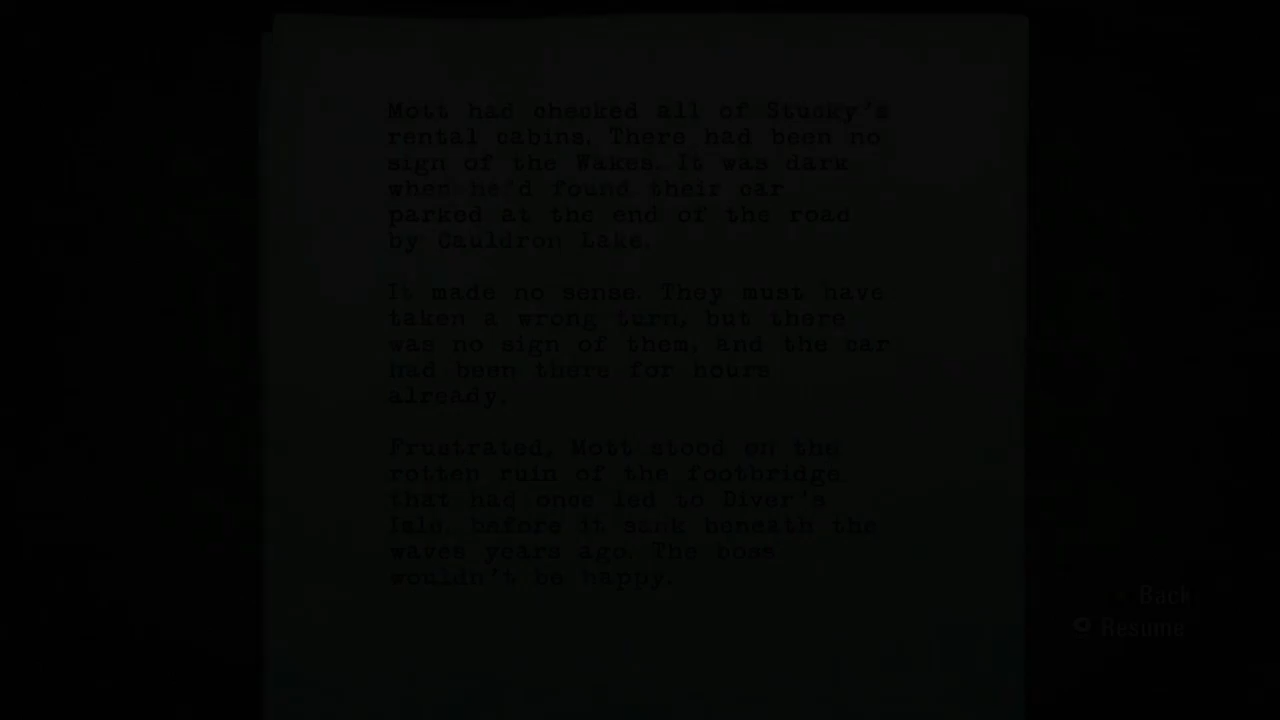 Mott had checked all of Stucky's
rental cabins. There had been no
sign of the Wakes. It was dark
when he'd found their car
parked at the end of the road
by Cauldron Lake.
It made no sense. They must have
taken a wrong turn, but there
was no sign of them, and the car
had been there for hours
already.
Frustrated, Mott stood on the
rotten ruin of the footbridge
that had once led to Diver's
Isle, before it sank beneath the
waves years ago. The boss
wouldn't be happy.
Back
Resume